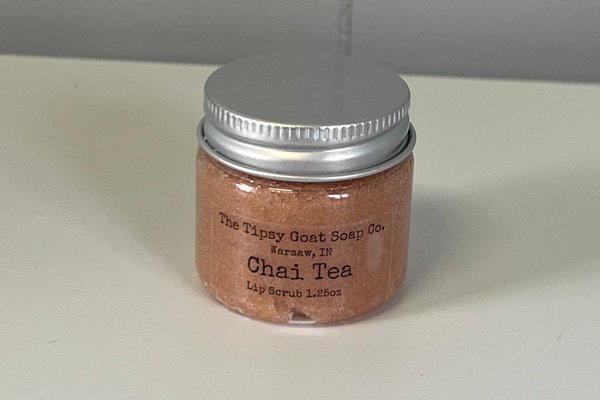 The Tipsy Goat Soap Co.
Warsaw, IN
Chai Tea
Lip Scrub 1.25oz